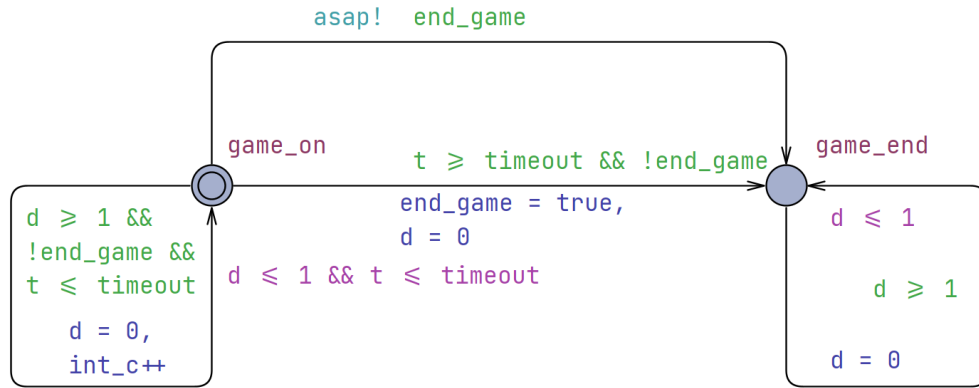 asap! end_game
game_on
game_end
t ⩾ timeout && !end_game
end_game = true,
d = 0
d ⩾ 1 &&
!end_game &&
t ⩽ timeout
d ⩽ 1 && t ⩽ timeout
d = 0,
int_c++
d ⩽ 1
d ⩾ 1
d = 0